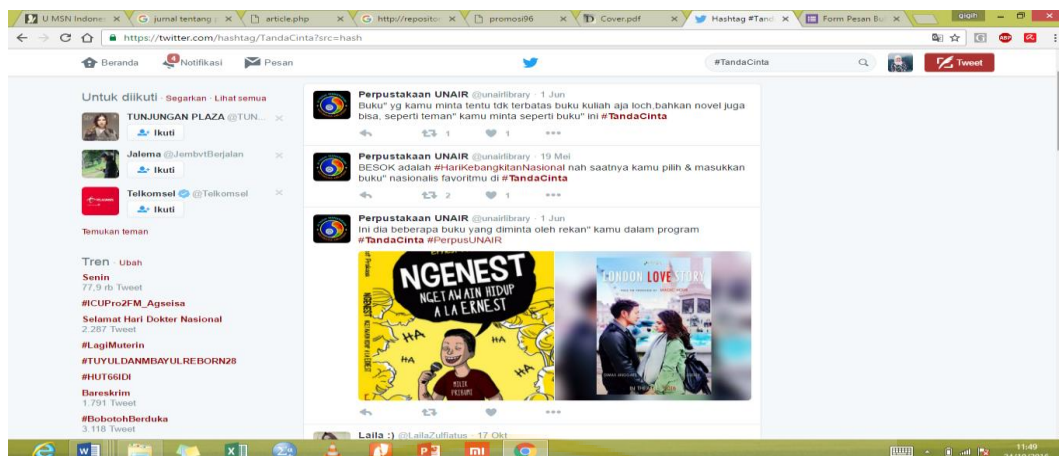 U MSN Indones
jurnal tentang
article.php
http://repositor
promosi96
Cover.pdf
Hashtag #Tand
Form Pesan Bu
gigih
https://twitter.com/hashtag/TandaCinta?src=hash
Beranda
4
Notifikasi
Pesan
#TandaCinta
Tweet
Untuk diikuti · Segarkan · Lihat semua
TUNJUNGAN PLAZA @TUN...
Ikuti
Jalema @JembvtBerjalan
Ikuti
Telkomsel @Telkomsel
Ikuti
Temukan teman
Tren · Ubah
Senin
77,9 rb Tweet
#ICUPro2FM_Agseisa
Selamat Hari Dokter Nasional
2.287 Tweet
#LagiMuterin
#TUYULDANMBAYULREBORN28
#HUT66IDI
Bareskrim
1.791 Tweet
#BobotohBerduka
3.118 Tweet
Perpustakaan UNAIR @unairlibrary · 1 Jun
Buku" yg kamu minta tentu tdk terbatas buku kuliah aja loch,bahkan novel juga
bisa, seperti teman" kamu minta seperti buku" ini #TandaCinta
1 1
Perpustakaan UNAIR @unairlibrary · 19 Mei
BESOK adalah #HariKebangkitanNasional nah saatnya kamu pilih & masukkan
buku" nasionalis favoritmu di #TandaCinta
2 1
Perpustakaan UNAIR @unairlibrary · 1 Jun
Ini dia beberapa buku yang diminta oleh rekan" kamu dalam program
#TandaCinta #PerpusUNAIR
NGENEST
NGETAWAIN HIDUP
A LA ERNEST
HA
HA
HA
HA
LONDON LOVE STORY
Laila :) @LailaZulfiatus · 17 Okt
11:49